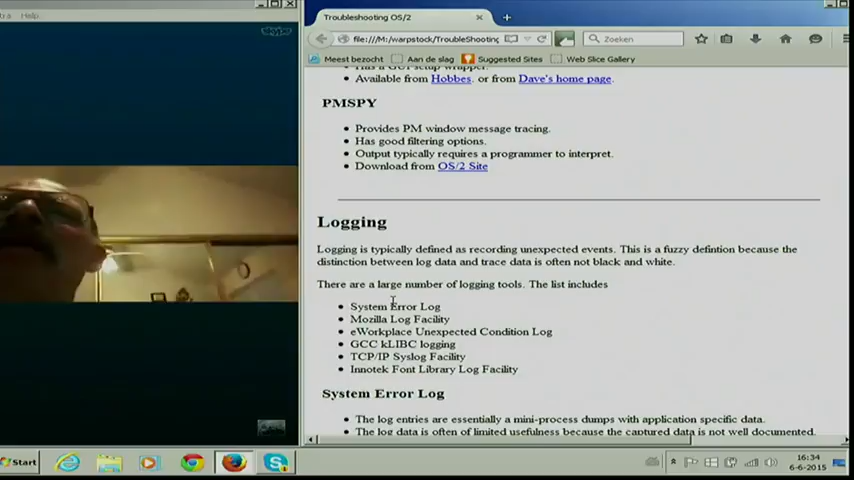 Help
Troubleshooting OS/2
file:///M:/warpstock/TroubleShooting
Zoeken
Meest bezocht
Aan de slag
Suggested Sites
Web Slice Gallery
Has a GUI setup wrapper.
Available from Hobbes. or from Dave's home page.
PMSPY
Provides PM window message tracing.
Has good filtering options.
Output typically requires a programmer to interpret.
Download from OS/2 Site
Logging
Logging is typically defined as recording unexpected events. This is a fuzzy defintion because the
distinction between log data and trace data is often not black and white.
There are a large number of logging tools. The list includes
System Error Log
Mozilla Log Facility
eWorkplace Unexpected Condition Log
GCC kLIBC logging
TCP/IP Syslog Facility
Innotek Font Library Log Facility
System Error Log
The log entries are essentially a mini-process dumps with application specific data.
The log data is often of limited usefulness because the captured data is not well documented.
Start
16:34
6-6-2015